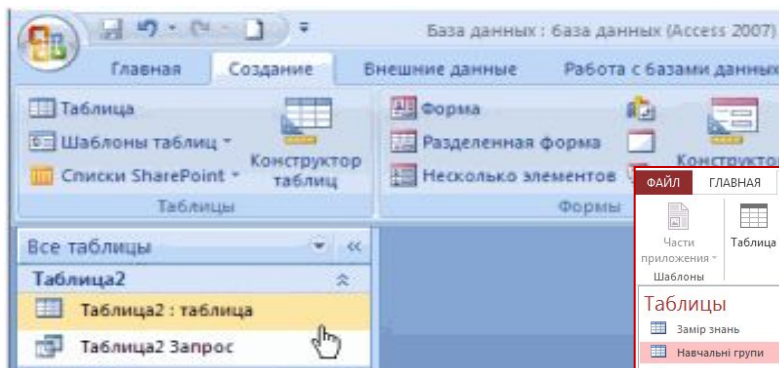 База данных : база данных (Access 2007)
Главная Создание Внешние данные Работа с базами данных
Таблица
Шаблоны таблиц
Списки SharePoint
Конструктор таблиц
Таблицы
Форма
Разделенная форма
Несколько элементов
Конструктор
Формы
Все таблицы
Таблица2
Таблица2 : таблица
Таблица2 Запрос
ФАЙЛ ГЛАВНАЯ
Части приложения
Таблица
Шаблоны
Таблицы
Замір знань
Навчальні групи